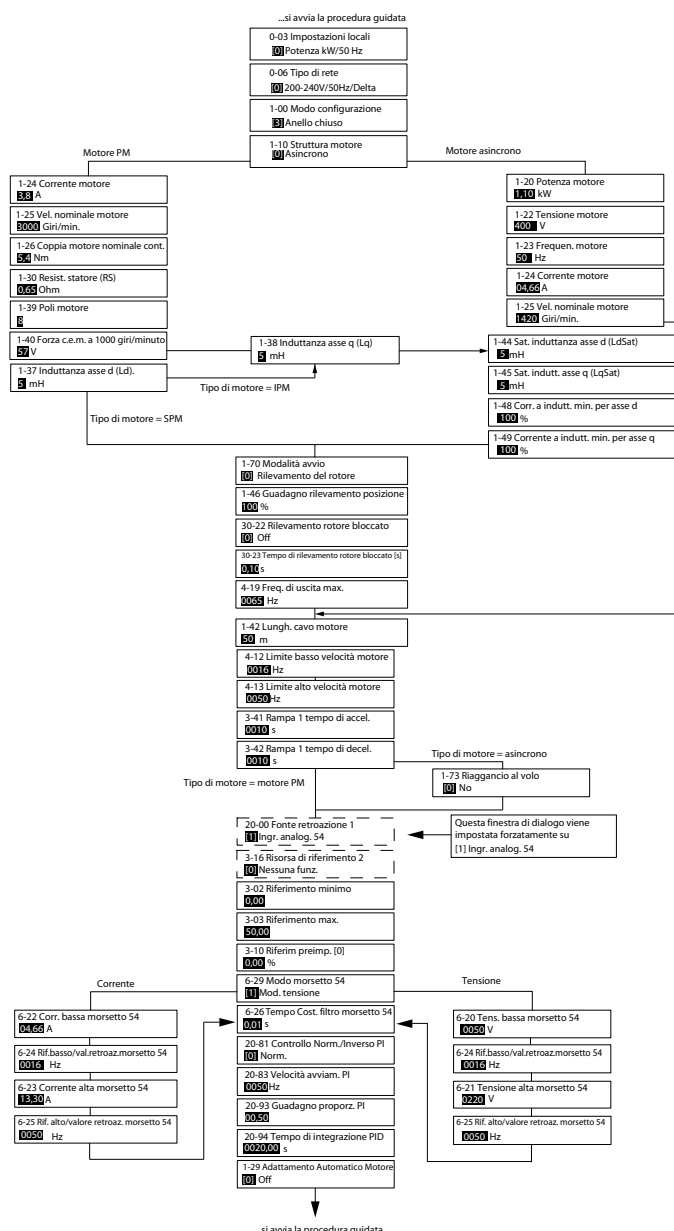 ...si avvia la procedura guidata
0-03 Impostazioni locali
[0] Potenza kW/50 Hz
0-06 Tipo di rete
[0] 200-240V/50Hz/Delta
1-00 Modo configurazione
[3] Anello chiuso
1-10 Struttura motore
[0] Asincrono
Motore PM
Motore asincrono
1-24 Corrente motore
3,8 A
1-25 Vel. nominale motore
3000 Giri/min.
1-26 Coppia motore nominale cont.
5,4 Nm
1-30 Resist. statore (RS)
0,65 Ohm
1-39 Poli motore
8
1-40 Forza c.e.m. a 1000 giri/minuto
57 V
1-37 Induttanza asse d (Ld).
5 mH
1-20 Potenza motore
1,10 kW
1-22 Tensione motore
400 V
1-23 Frequen. motore
50 Hz
1-24 Corrente motore
04,66 A
1-25 Vel. nominale motore
1420 Giri/min.
1-38 Induttanza asse q (Lq)
5 mH
Tipo di motore = IPM
Tipo di motore = SPM
1-44 Sat. induttanza asse d (LdSat)
5 mH
1-45 Sat. indutt. asse q (LqSat)
5 mH
1-48 Corr. a indutt. min. per asse d
100 %
1-49 Corrente a indutt. min. per asse q
100 %
1-70 Modalità avvio
[0] Rilevamento del rotore
1-46 Guadagno rilevamento posizione
100 %
30-22 Rilevamento rotore bloccato
[0] Off
30-23 Tempo di rilevamento rotore bloccato [s]
0,10 s
4-19 Freq. di uscita max.
0065 Hz
1-42 Lungh. cavo motore
50 m
4-12 Limite basso velocità motore
0016 Hz
4-13 Limite alto velocità motore
0050 Hz
3-41 Rampa 1 tempo di accel.
0010 s
3-42 Rampa 1 tempo di decel.
0010 s
Tipo di motore = asincrono
Tipo di motore = motore PM
1-73 Riaggancio al volo
[0] No
20-00 Fonte retroazione 1
[1] Ingr. analog. 54
Questa finestra di dialogo viene
impostata forzatamente su
[1] Ingr. analog. 54
3-16 Risorsa di riferimento 2
[0] Nessuna funz.
3-02 Riferimento minimo
0,00
3-03 Riferimento max.
50,00
3-10 Riferim preimp. [0]
0,00 %
Corrente
6-29 Modo morsetto 54
[1] Mod. tensione
Tensione
6-22 Corr. bassa morsetto 54
04,66 A
6-24 Rif.basso/val.retroaz.morsetto 54
0016 Hz
6-23 Corrente alta morsetto 54
13,30 A
6-25 Rif. alto/valore retroaz. morsetto 54
0050 Hz
6-26 Tempo Cost. filtro morsetto 54
0,01 s
20-81 Controllo Norm./Inverso PI
[0] Norm.
20-83 Velocità avviam. PI
0050 Hz
20-93 Guadagno proporz. PI
00,50
20-94 Tempo di integrazione PID
0020,00 s
1-29 Adattamento Automatico Motore
[0] Off
6-20 Tens. bassa morsetto 54
0050 V
6-24 Rif.basso/val.retroaz.morsetto 54
0016 Hz
6-21 Tensione alta morsetto 54
0220 V
6-25 Rif. alto/valore retroaz. morsetto 54
0050 Hz
...si avvia la procedura guidata